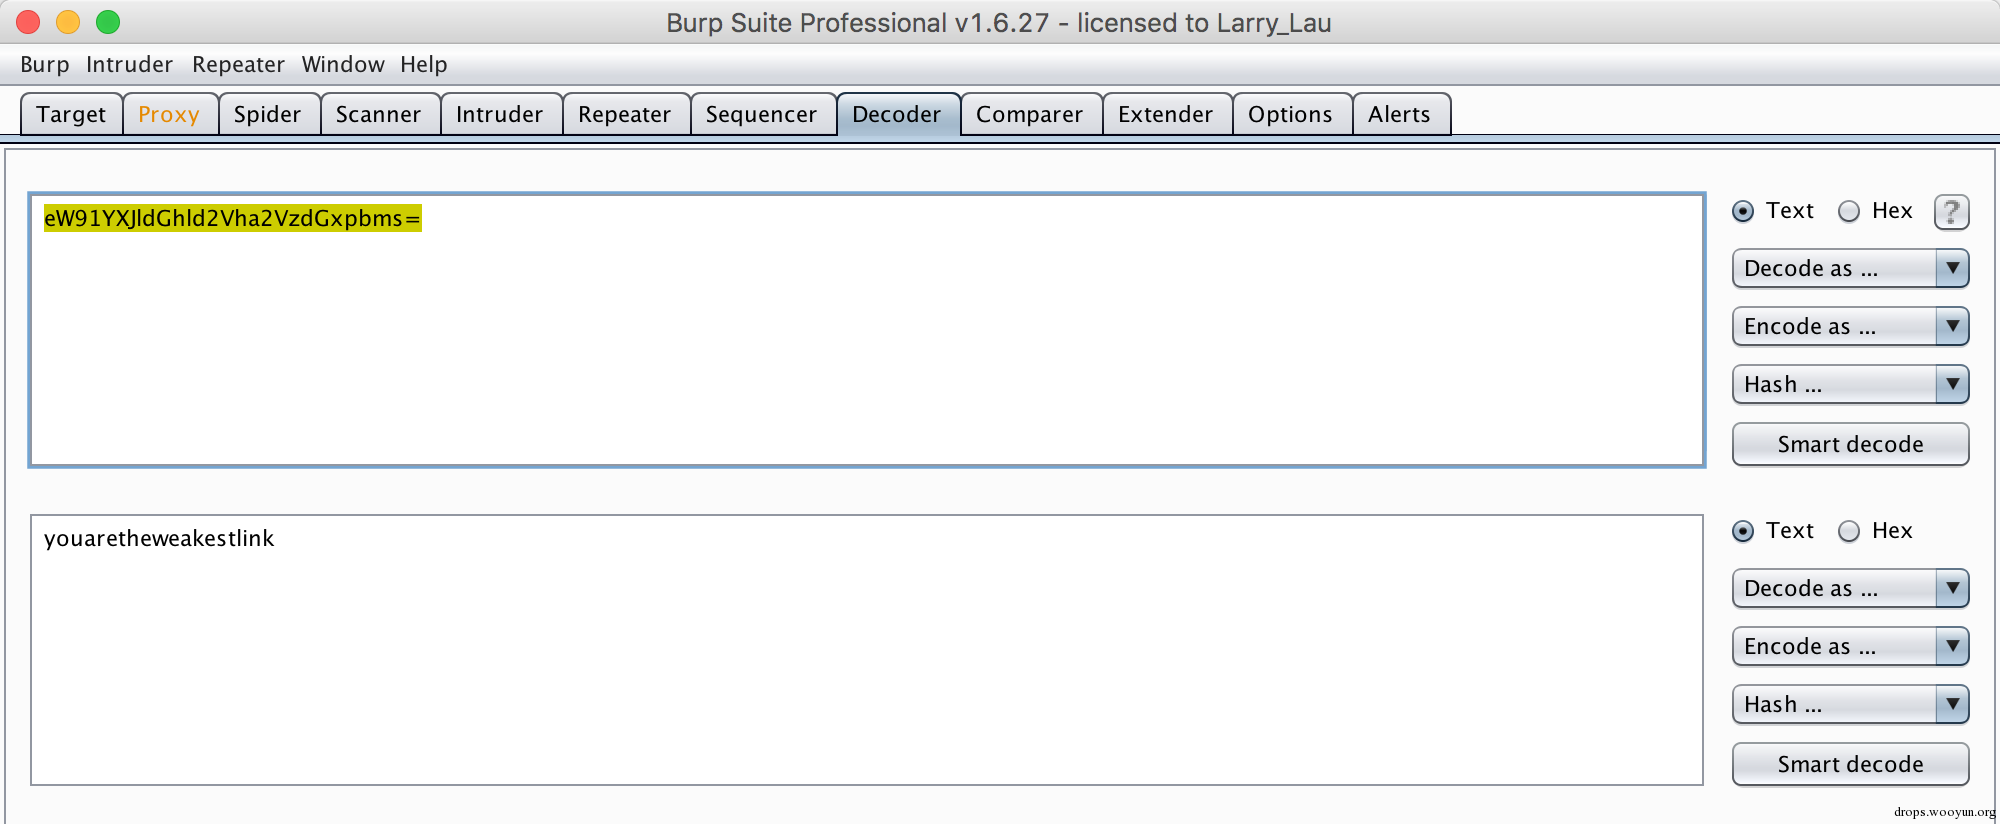 Burp Suite Professional v1.6.27 - licensed to Larry_Lau
Burp Intruder Repeater Window Help
Target Proxy Spider Scanner Intruder Repeater Sequencer Decoder Comparer Extender Options Alerts
eW91YXJldGhld2Vha2VzdGxpbms=
Text Hex ?
Decode as ...
Encode as ...
Hash ...
Smart decode
youaretheweakestlink
Text Hex
Decode as ...
Encode as ...
Hash ...
Smart decode
drops.wooyun.org